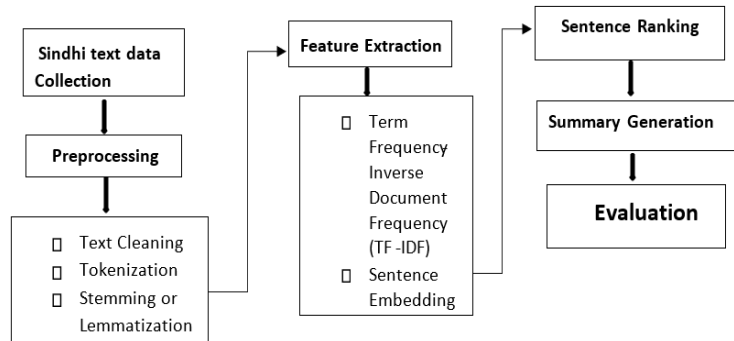 Sindhi text data
Collection
Preprocessing
▯ Text Cleaning
▯ Tokenization
▯ Stemming or
Lemmatization
Feature Extraction
▯ Term
Frequency-
Inverse
Document
Frequency
(TF -IDF)
▯ Sentence
Embedding
Sentence Ranking
Summary Generation
Evaluation